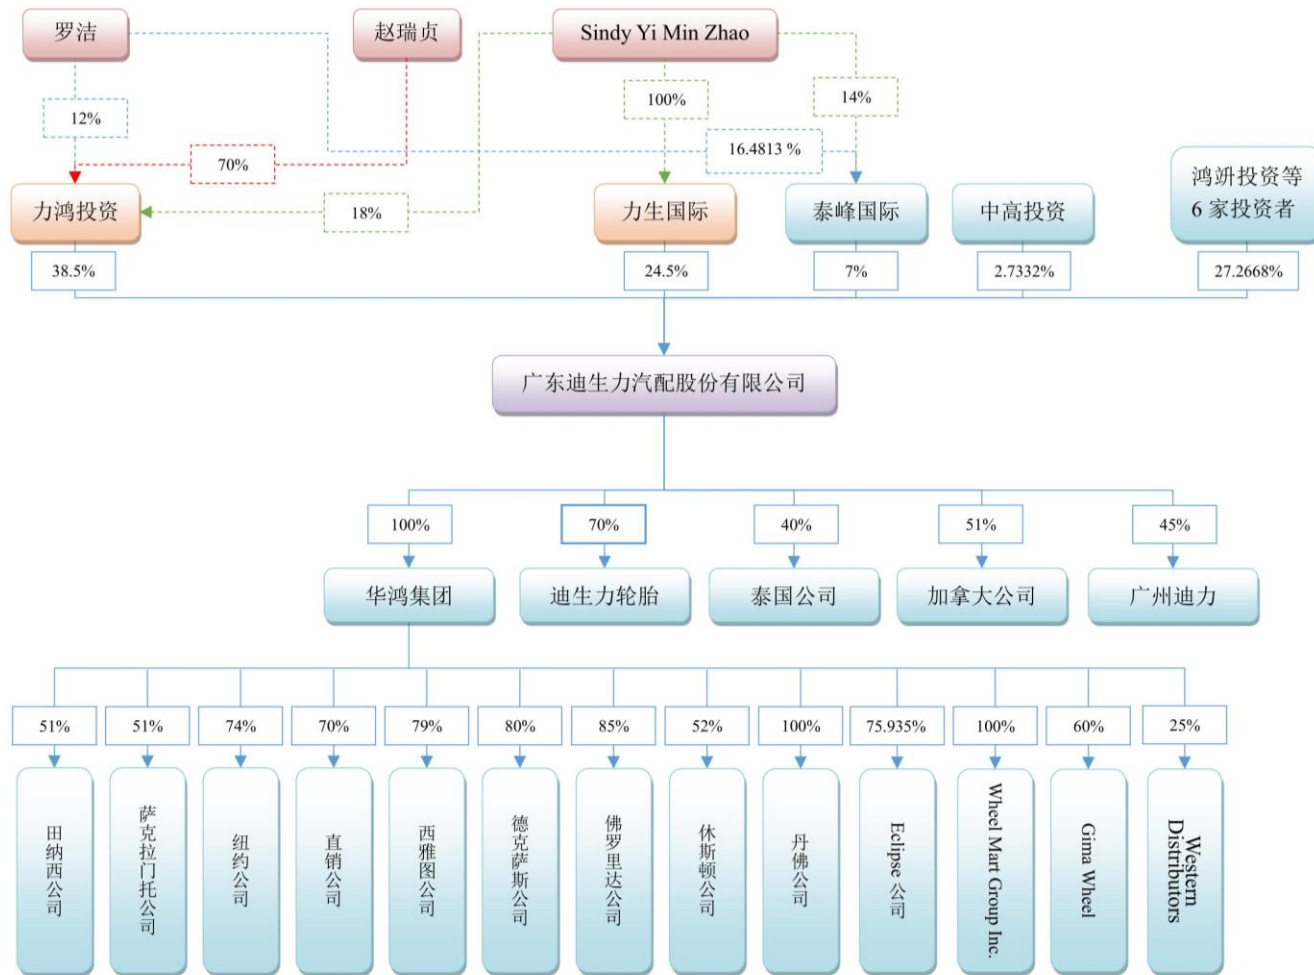 罗洁
赵瑞贞
Sindy Yi Min Zhao
12%
100%
14%
16.4813 %
70%
18%
力鸿投资
力生国际
泰峰国际
中高投资
鸿竔投资等
6 家投资者
38.5%
24.5%
7%
2.7332%
27.2668%
广东迪生力汽配股份有限公司
100%
70%
40%
51%
45%
华鸿集团
迪生力轮胎
泰国公司
加拿大公司
广州迪力
51%
51%
74%
70%
79%
80%
85%
52%
100%
75.935%
100%
60%
25%
田纳西公司
萨克拉门托公司
纽约公司
直销公司
西雅图公司
德克萨斯公司
佛罗里达公司
休斯顿公司
丹佛公司
Eclipse 公司
Wheel Mart Group Inc.
Gima Wheel
Western
Distributors